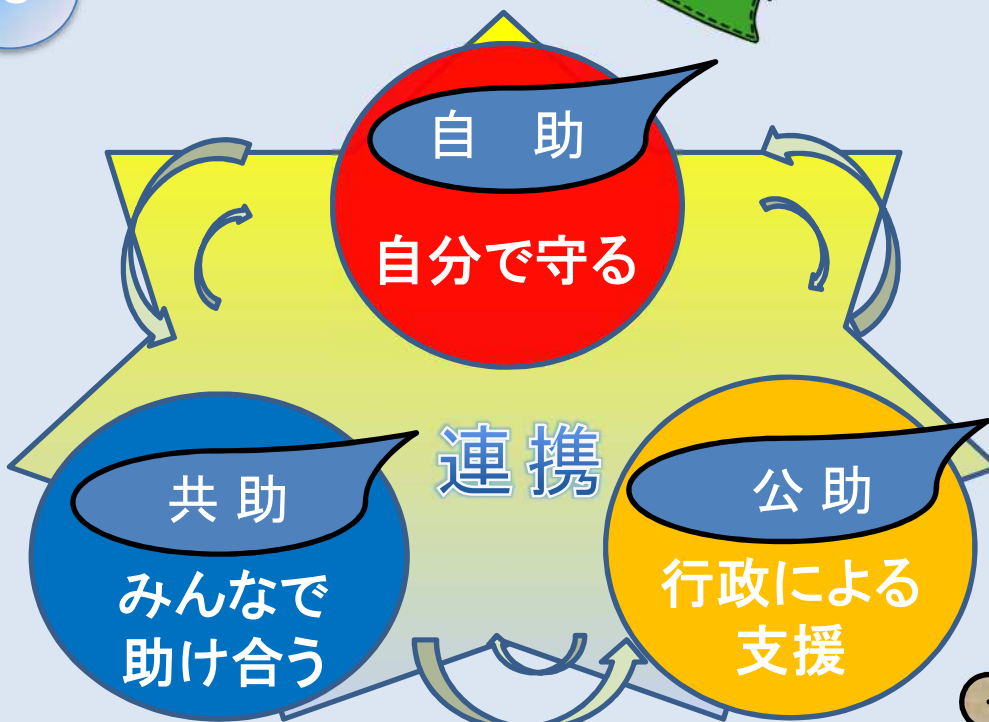 自　助
自分で守る
連携
共 助
みんなで
助け合う
公 助
行政による
支援